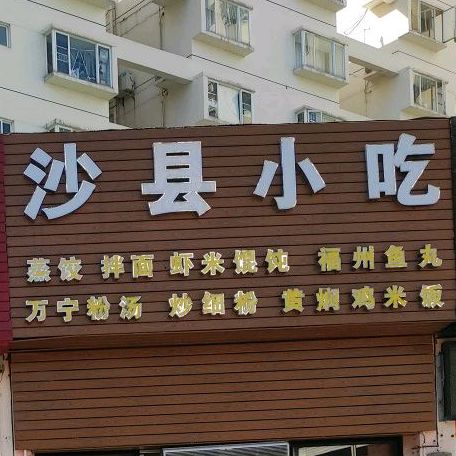 沙县小吃
蒸饺 拌面 虾米馄饨 福州鱼丸
万宁粉汤 炒细粉 黄焖鸡米饭